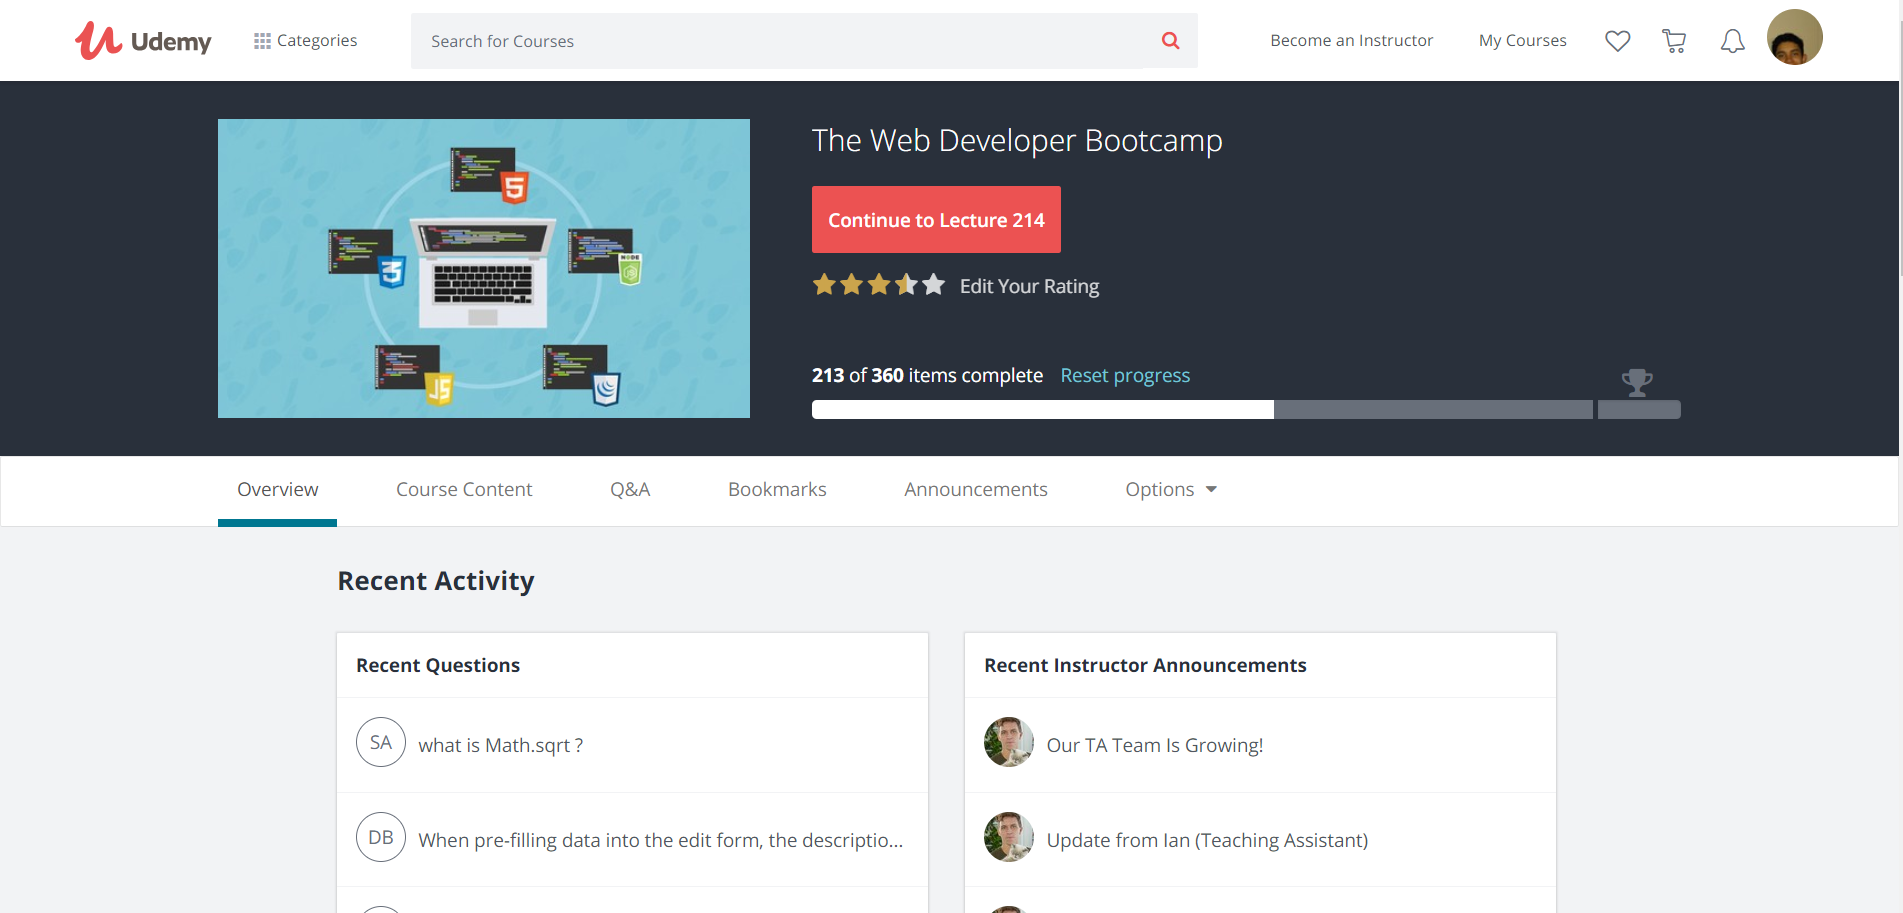 Udemy
Categories
Search for Courses
Become an Instructor
My Courses
The Web Developer Bootcamp
Continue to Lecture 214
Edit Your Rating
213 of 360 items complete Reset progress
5
3
NODE
JS
JS
Overview
Course Content
Q&A
Bookmarks
Announcements
Options
Recent Activity
Recent Questions
SA
what is Math.sqrt ?
DB
When pre-filling data into the edit form, the descriptio...
Recent Instructor Announcements
Our TA Team Is Growing!
Update from Ian (Teaching Assistant)